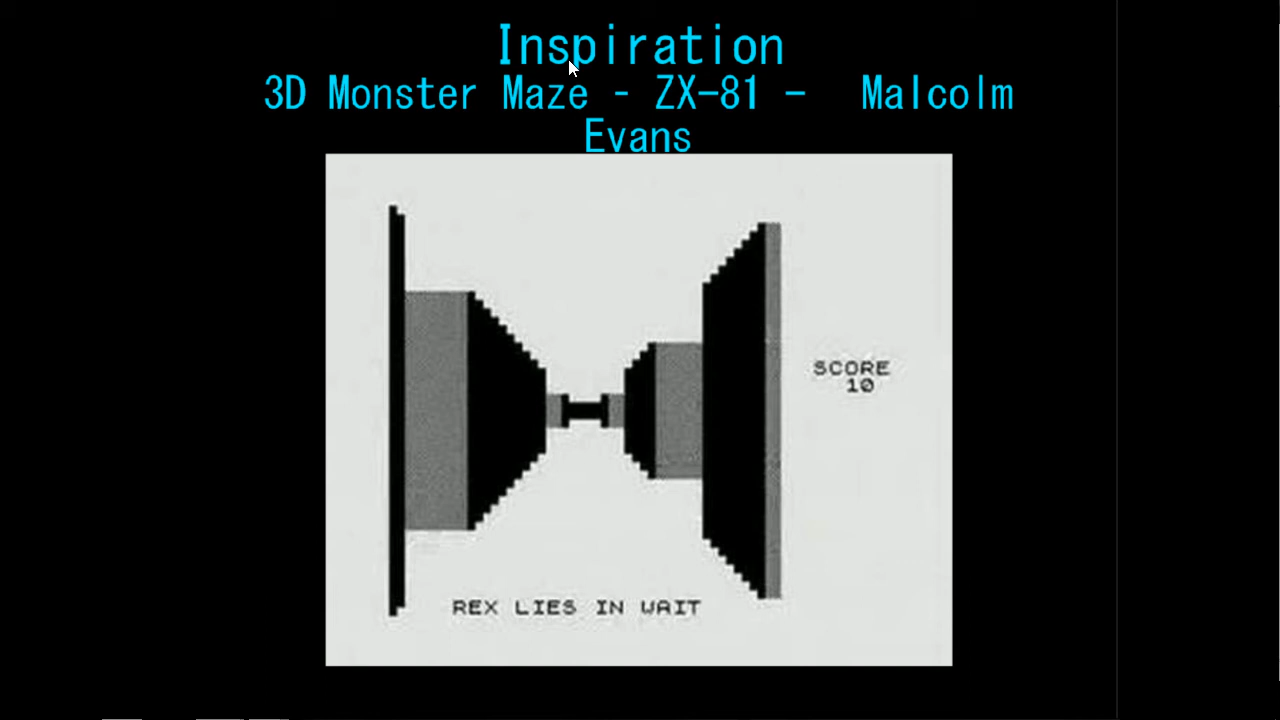 Inspiration
3D Monster Maze - ZX-81 - Malcolm
Evans
SCORE
10
REX LIES IN WAIT